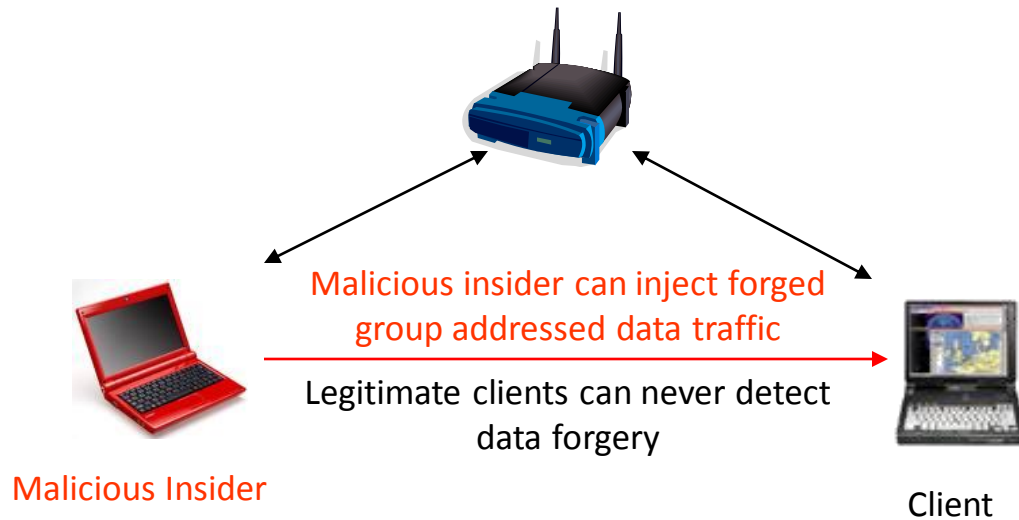 Malicious insider can inject forged
group addressed data traffic
Legitimate clients can never detect
data forgery
Malicious Insider
Client